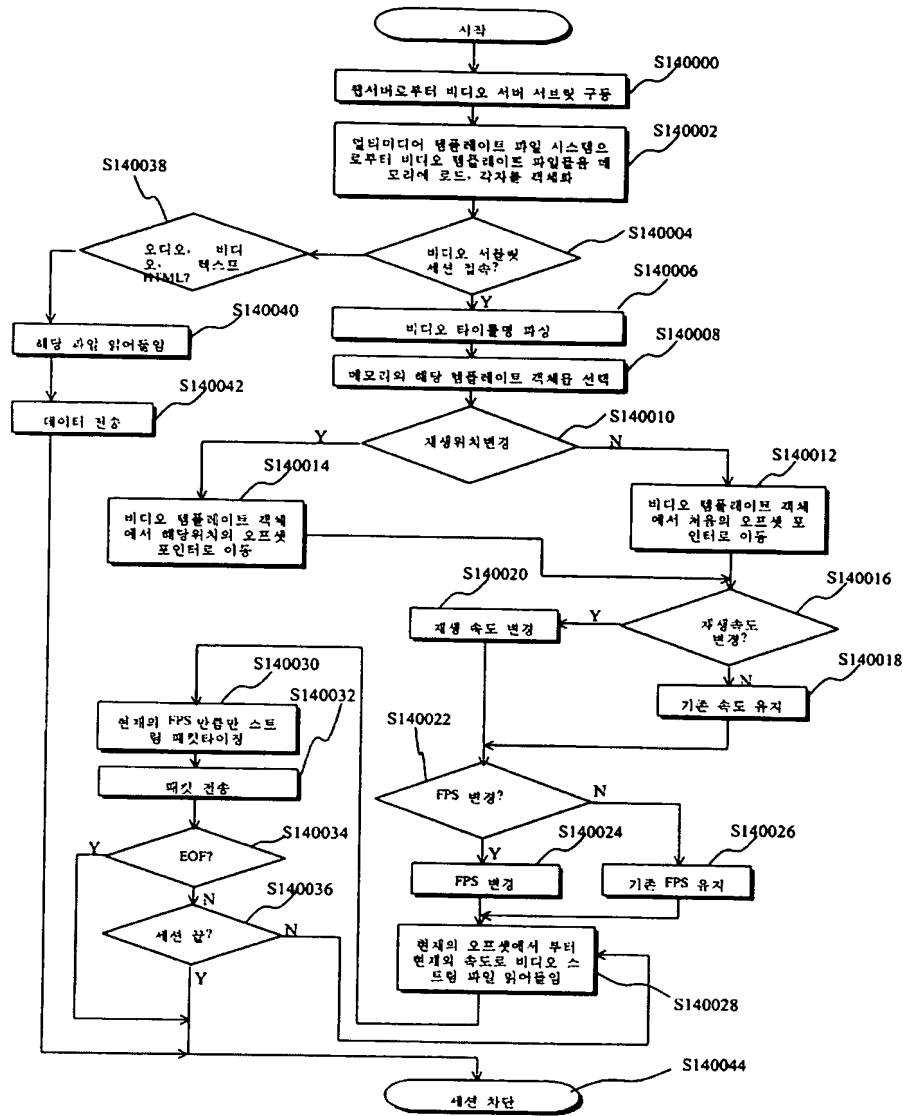 시작
S140000
웹서버로부터 비디오 서버 서브릿 구동
S140002
멀티미디어 템플레이트 파일 시스템으
로부터 비디오 템플레이트 파일들을 메
모리에 로드, 각자를 객체화
S140038
오디오, 비디
오, 텍스트
HTML?
S140004
비디오 서블릿
세션 접속?
S140006
Y
비디오 타이틀명 파싱
S140040
해당 파일 읽어들임
S140008
메모리의 해당 템플레이트 객체를 선택
S140042
데이터 전송
S140010
재생위치변경
Y
N
S140014
비디오 템플레이트 객체
에서 해당위치의 오프셋
포인터로 이동
S140012
비디오 템플레이트 객체
에서 처음의 오프셋 포
인터로 이동
S140020
재생 속도 변경
S140016
Y
재생속도
변경?
N
S140018
기존 속도 유지
S140030
현재의 FPS 만큼만 스트
림 패킷타이징
S140032
패킷 전송
S140022
FPS 변경?
N
Y
S140034
EOF?
Y
N
S140024
FPS 변경
S140026
기존 FPS 유지
S140036
세션 끝?
N
Y
현재의 오프셋에서 부터
현재의 속도로 비디오 스
트림 파일 읽어들임
S140028
S140044
세션 차단